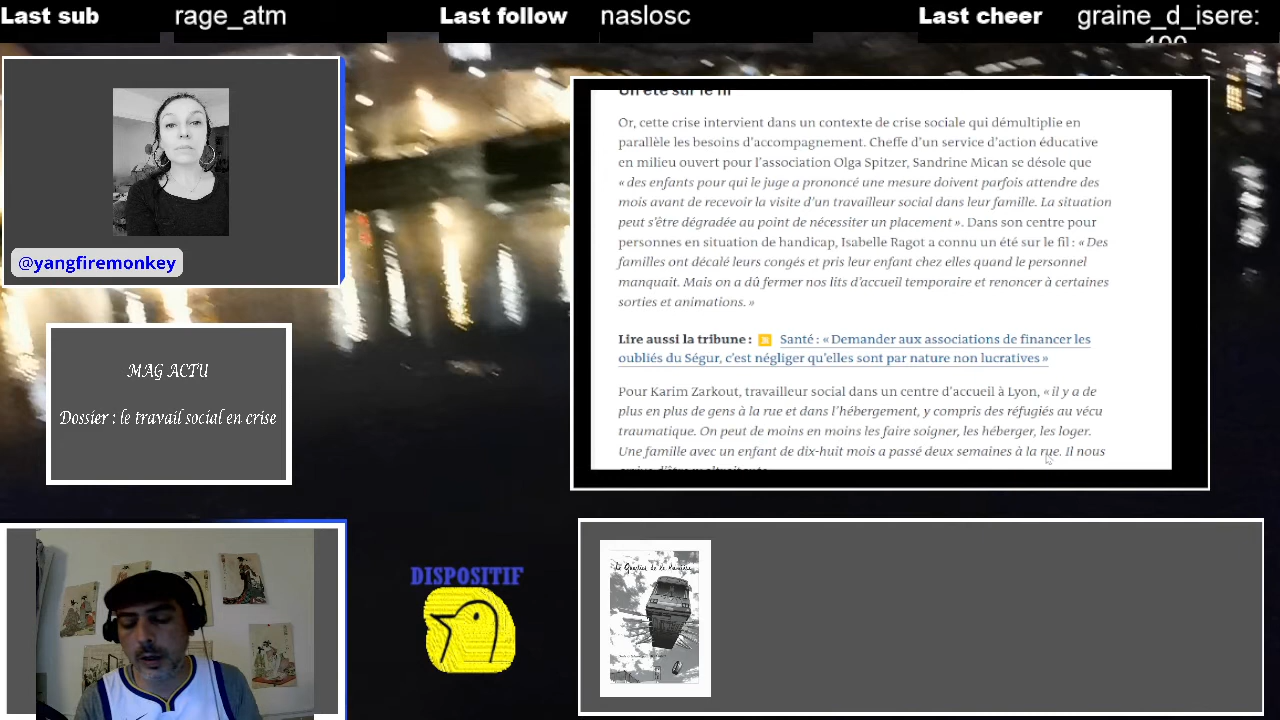 Last sub
rage_atm
Last follow
naslosc
Last cheer
graine_d_isere:
100
@yangfiremonkey
MAG ACTU
Dossier : le travail social en crise
Un été sur le fil
Or, cette crise intervient dans un contexte de crise sociale qui démultiplie en
parallèle les besoins d’accompagnement. Cheffe d’un service d’action éducative
en milieu ouvert pour l’association Olga Spitzer, Sandrine Mican se désole que
« des enfants pour qui le juge a prononcé une mesure doivent parfois attendre des
mois avant de recevoir la visite d’un travailleur social dans leur famille. La situation
peut s’être dégradée au point de nécessiter un placement ». Dans son centre pour
personnes en situation de handicap, Isabelle Ragot a connu un été sur le fil : « Des
familles ont décalé leurs congés et pris leur enfant chez elles quand le personnel
manquait. Mais on a dû fermer nos lits d’accueil temporaire et renoncer à certaines
sorties et animations. »
Lire aussi la tribune : Santé : « Demander aux associations de financer les
oubliés du Ségur, c’est négliger qu’elles sont par nature non lucratives »
Pour Karim Zarkout, travailleur social dans un centre d’accueil à Lyon, « il y a de
plus en plus de gens à la rue et dans l’hébergement, y compris des réfugiés au vécu
traumatique. On peut de moins en moins les faire soigner, les héberger, les loger.
Une famille avec un enfant de dix-huit mois a passé deux semaines à la rue. Il nous
DISPOSITIF